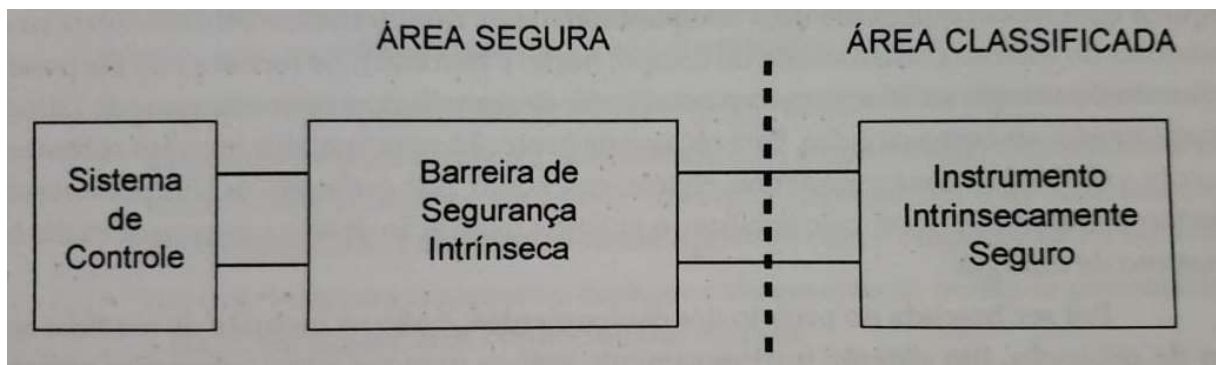 ÁREA SEGURA
ÁREA CLASSIFICADA
Sistema
de
Controle
Barreira de
Segurança
Intrínseca
Instrumento
Intrinsecamente
Seguro